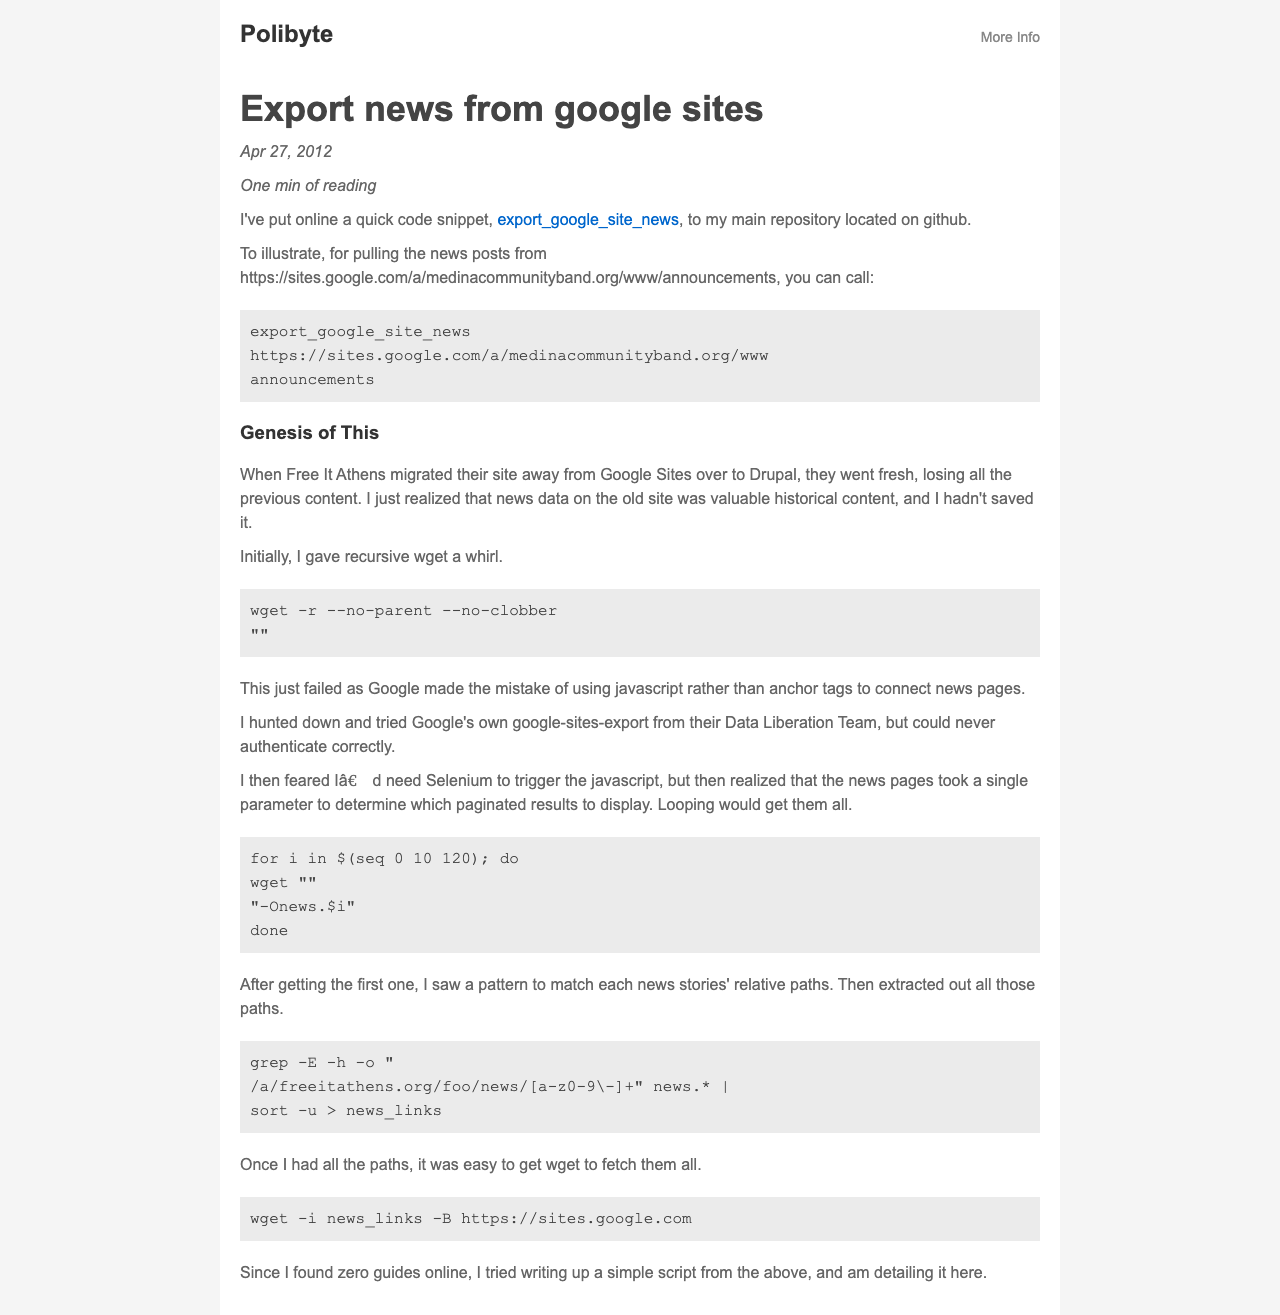 Polibyte
More Info
Export news from google sites
Apr 27, 2012
One min of reading
I've put online a quick code snippet, export_google_site_news, to my main repository located on github.
To illustrate, for pulling the news posts from
https://sites.google.com/a/medinacommunityband.org/www/announcements, you can call:
export_google_site_news
https://sites.google.com/a/medinacommunityband.org/www
announcements
Genesis of This
When Free It Athens migrated their site away from Google Sites over to Drupal, they went fresh, losing all the
previous content. I just realized that news data on the old site was valuable historical content, and I hadn't saved
it.
Initially, I gave recursive wget a whirl.
wget -r --no-parent --no-clobber
""
This just failed as Google made the mistake of using javascript rather than anchor tags to connect news pages.
I hunted down and tried Google's own google-sites-export from their Data Liberation Team, but could never
authenticate correctly.
I then feared Iâ€ d need Selenium to trigger the javascript, but then realized that the news pages took a single
parameter to determine which paginated results to display. Looping would get them all.
for i in $(seq 0 10 120); do
wget ""
"-Onews.$i"
done
After getting the first one, I saw a pattern to match each news stories' relative paths. Then extracted out all those
paths.
grep -E -h -o "
/a/freeitathens.org/foo/news/[a-z0-9\-]+" news.* |
sort -u > news_links
Once I had all the paths, it was easy to get wget to fetch them all.
wget -i news_links -B https://sites.google.com
Since I found zero guides online, I tried writing up a simple script from the above, and am detailing it here.